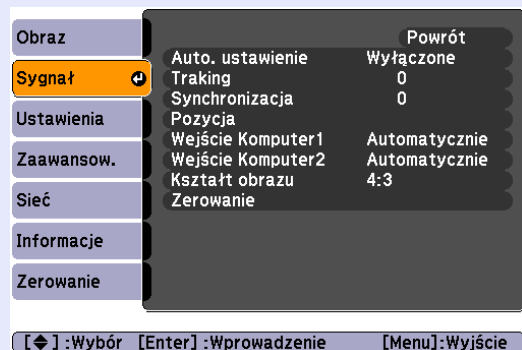 Obraz
Sygnał
Ustawienia
Zaawansow.
Sieć
Informacje
Zerowanie
Powrót
Auto. ustawienie Wyłączone
Traking 0
Synchronizacja 0
Pozycja
Wejście Komputer1 Automatycznie
Wejście Komputer2 Automatycznie
Kształt obrazu 4:3
Zerowanie
[◆] :Wybór [Enter] :Wprowadzenie [Menu]:Wyjście